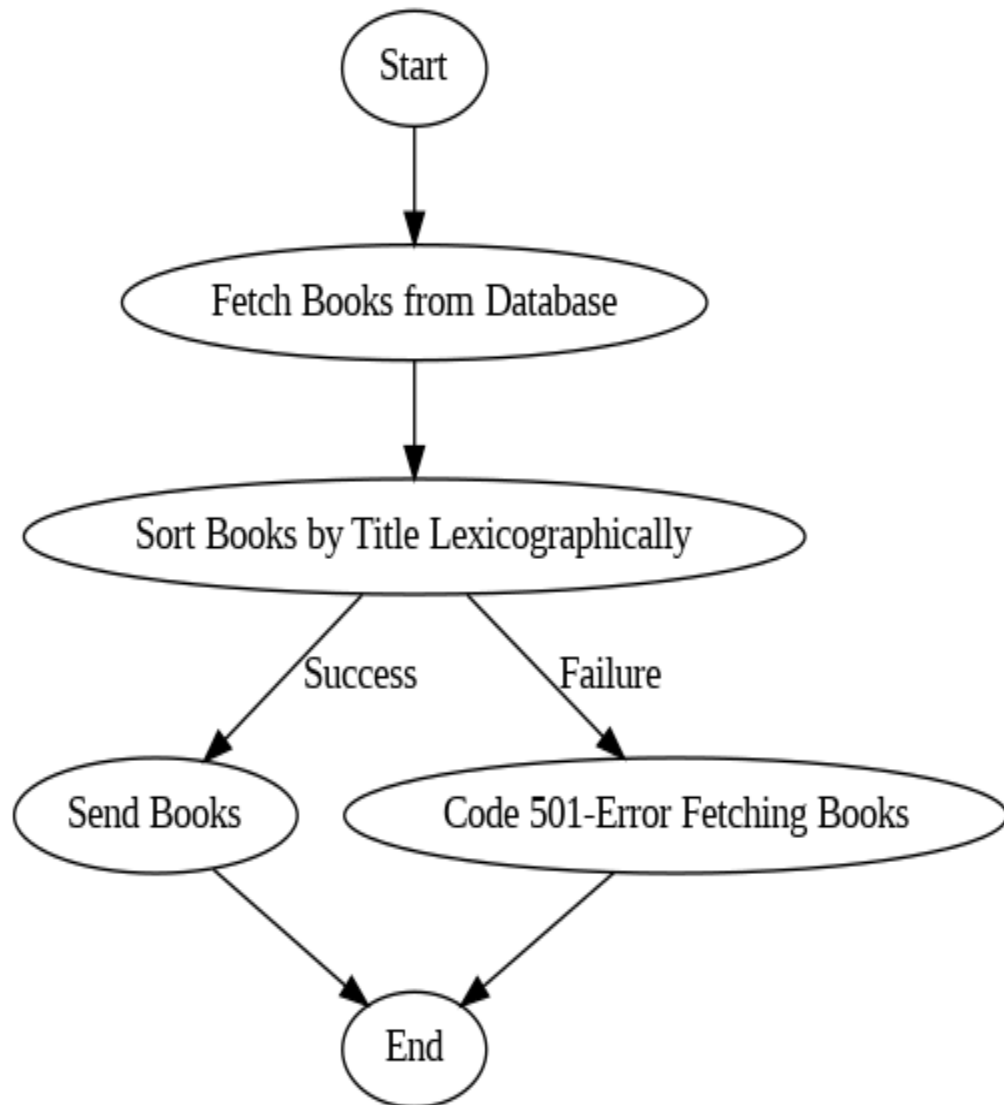 Start
Fetch Books from Database
Sort Books by Title Lexicographically
Success
Failure
Send Books
Code 501-Error Fetching Books
End